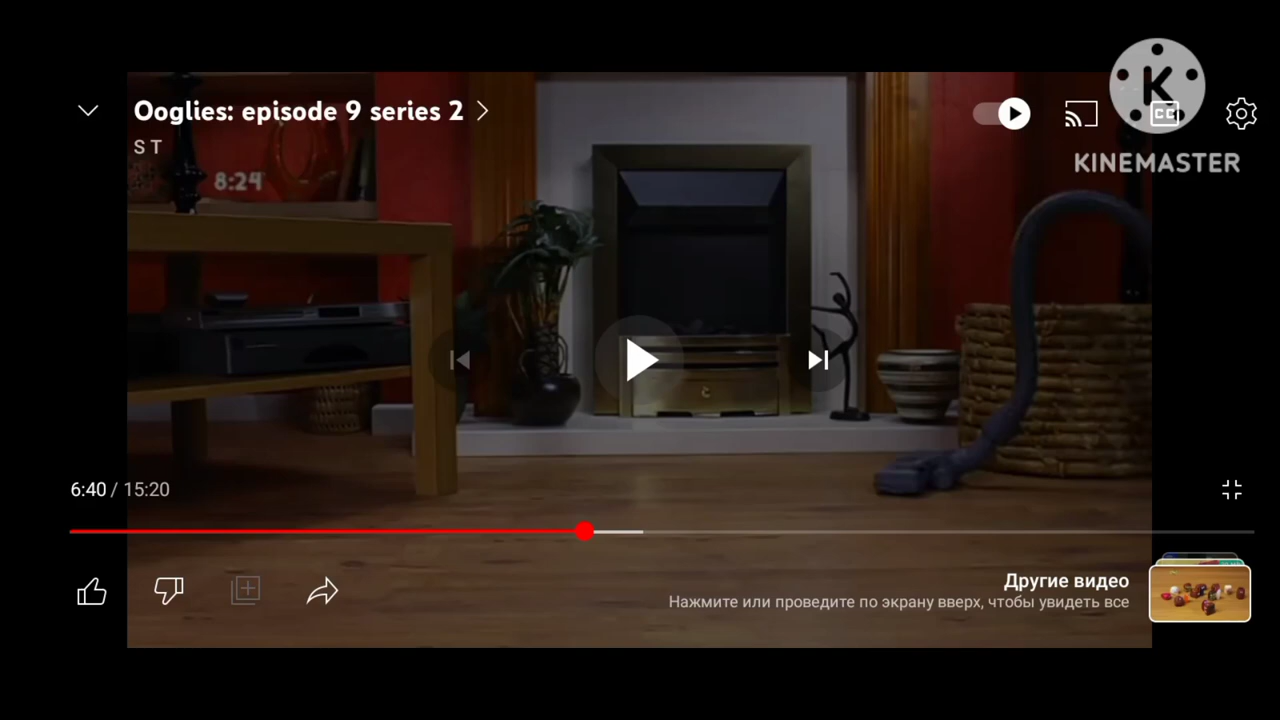 Ooglies: episode 9 series 2
S T
CC
K
KINEMASTER
8:24
6:40 / 15:20
Другие видео
Нажмите или проведите по экрану вверх, чтобы увидеть все